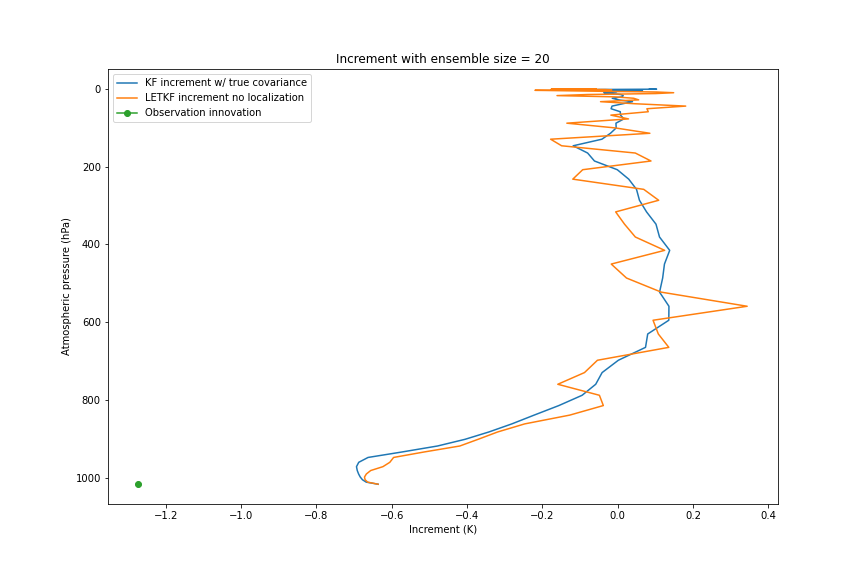 Increment with ensemble size = 20
KF increment w/ true covariance
LETKF increment no localization
Observation innovation
Atmospheric pressure (hPa)
0
200
400
600
800
1000
−1.2 −1.0 −0.8 −0.6 −0.4 −0.2 0.0 0.2 0.4
Increment (K)